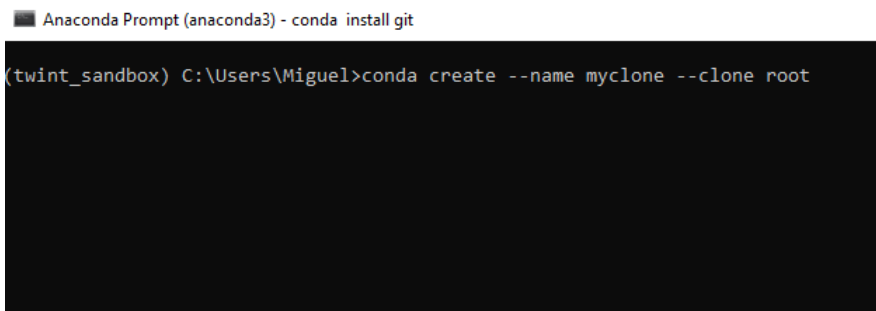 Anaconda Prompt (anaconda3) - conda  install git
(twint_sandbox) C:\Users\Miguel>conda create --name myclone --clone root